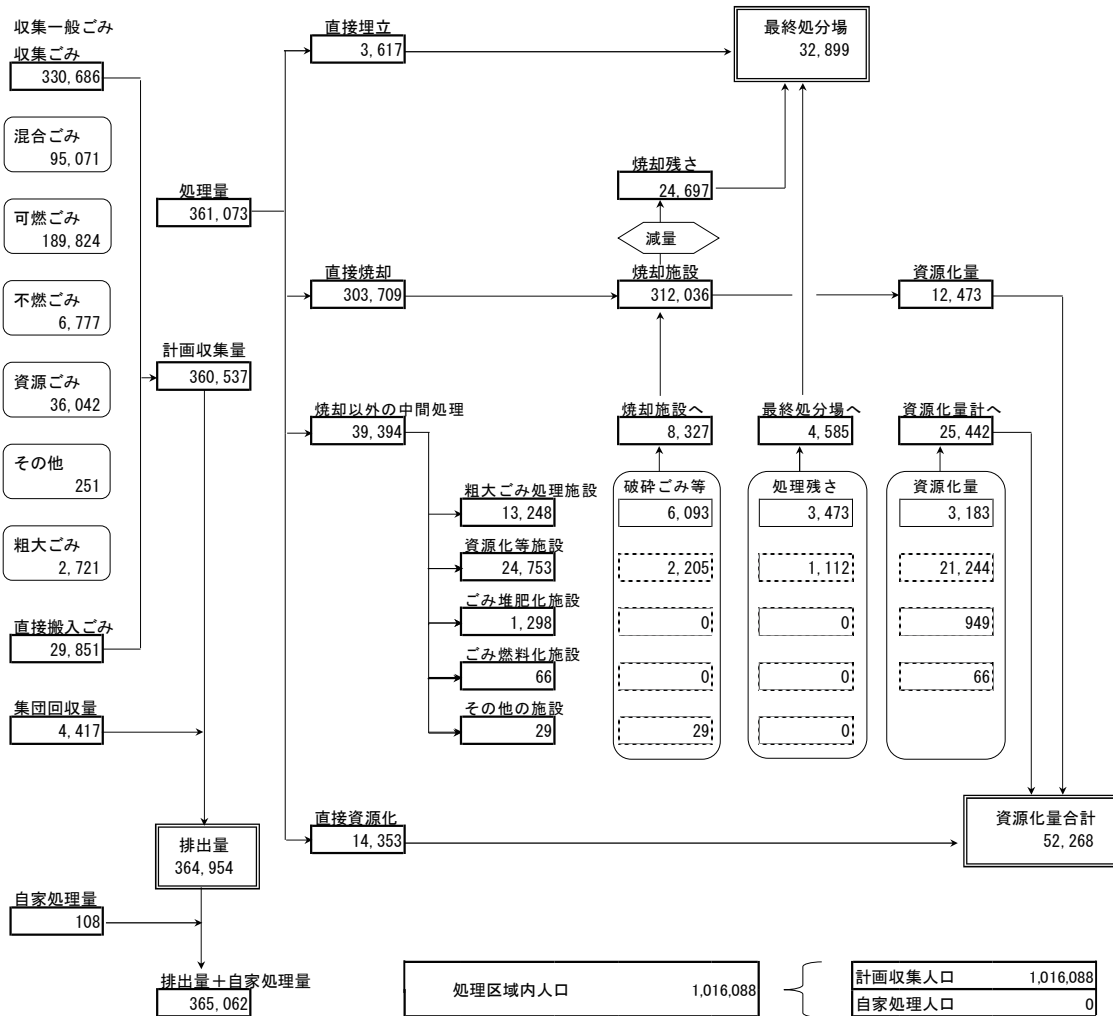 収集一般ごみ
収集ごみ
330,686
混合ごみ
95,071
可燃ごみ
189,824
不燃ごみ
6,777
資源ごみ
36,042
その他
251
粗大ごみ
2,721
直接搬入ごみ
29,851
集団回収量
4,417
自家処理量
108
処理量
361,073
計画収集量
360,537
排出量
364,954
排出量+自家処理量
365,062
直接埋立
3,617
直接焼却
303,709
焼却以外の中間処理
39,394
粗大ごみ処理施設
13,248
資源化等施設
24,753
ごみ堆肥化施設
1,298
ごみ燃料化施設
66
その他の施設
29
直接資源化
14,353
最終処分場
32,899
焼却残さ
24,697
減量
焼却施設
312,036
資源化量
12,473
焼却施設へ
8,327
最終処分場へ
4,585
資源化量計へ
25,442
破砕ごみ等
6,093
2,205
0
0
29
処理残さ
3,473
1,112
0
0
0
資源化量
3,183
21,244
949
66
資源化量合計
52,268
処理区域内人口 1,016,088
計画収集人口 1,016,088
自家処理人口 0